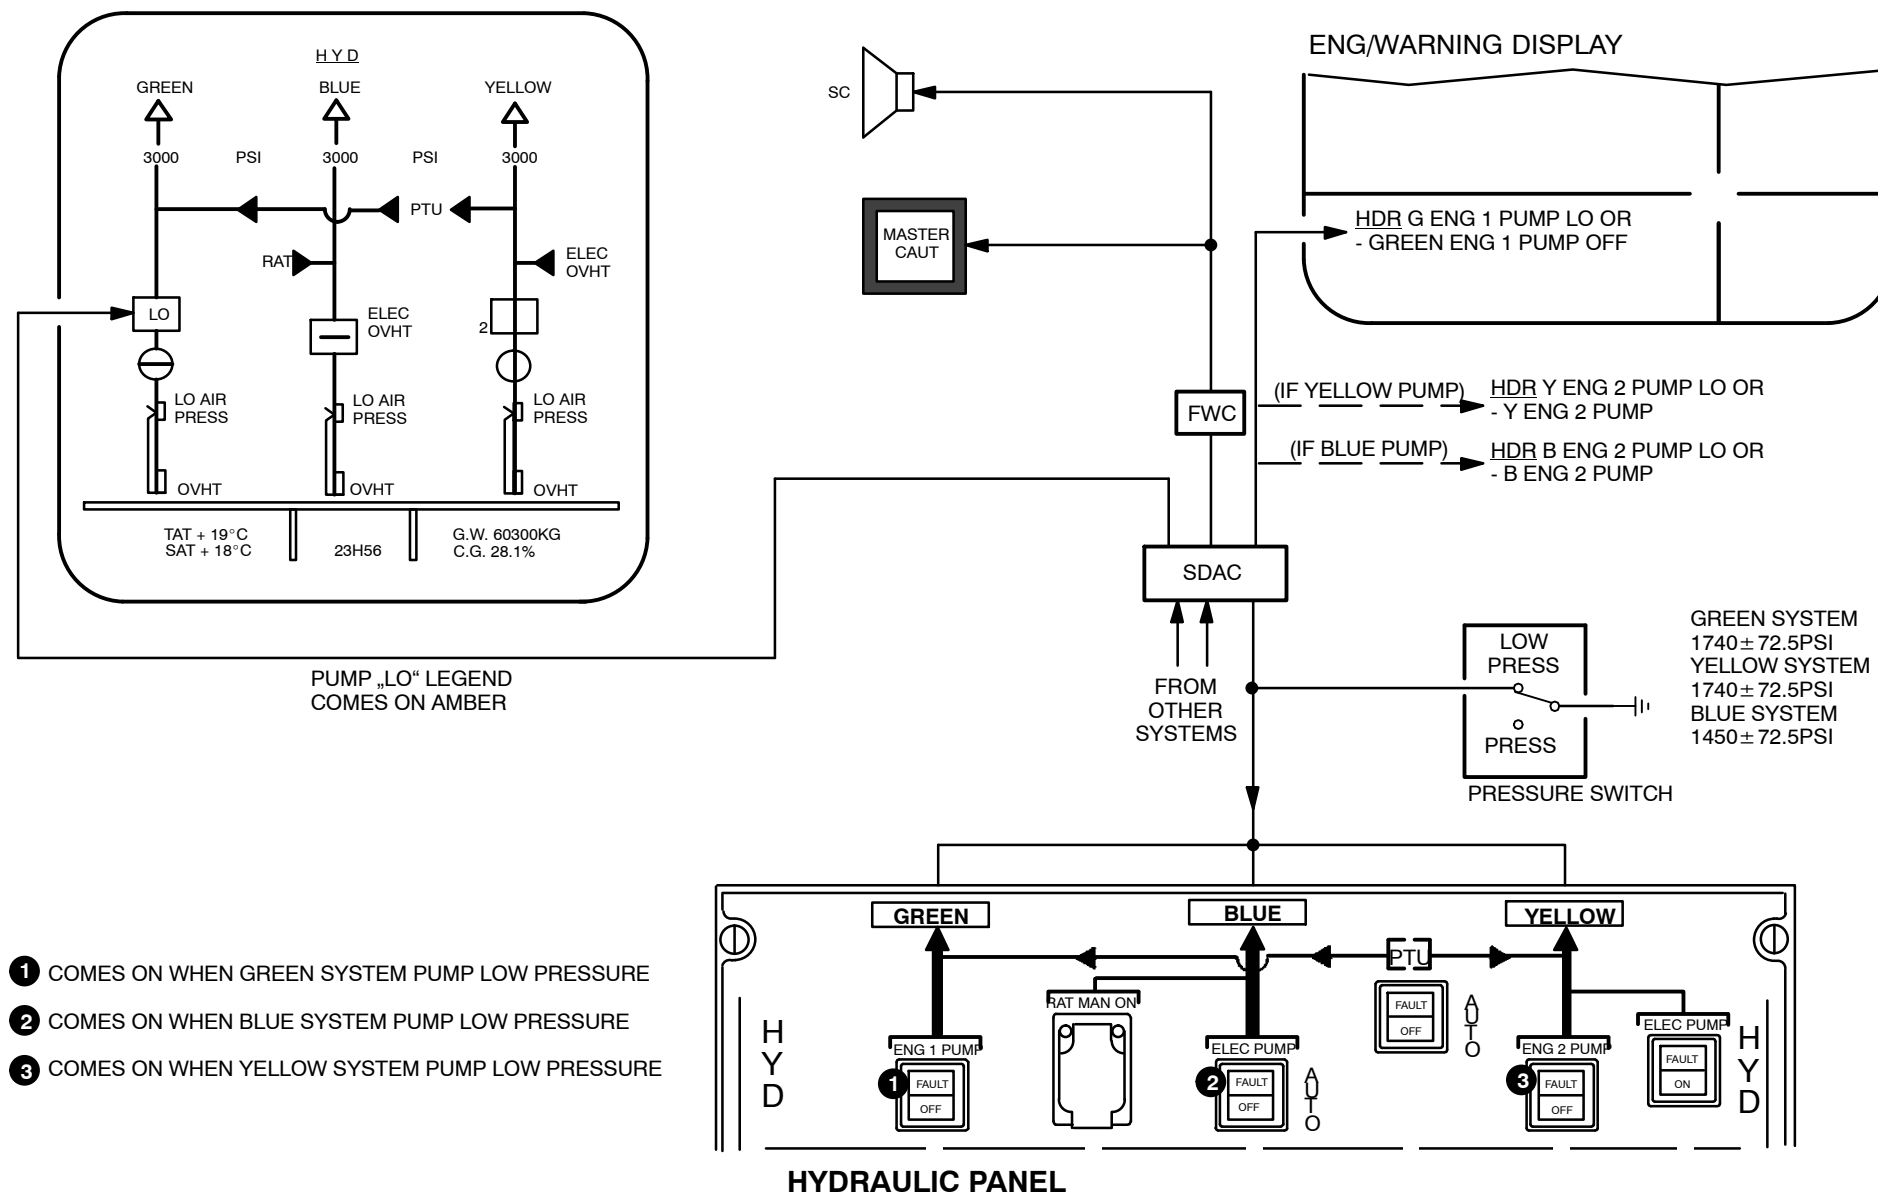 H Y D
GREEN
BLUE
YELLOW
3000
PSI
3000
PSI
3000
PTU
RAT
ELEC
OVHT
LO
ELEC
OVHT
2
LO AIR
PRESS
LO AIR
PRESS
LO AIR
PRESS
OVHT
OVHT
OVHT
TAT + 19°C
SAT + 18°C
23H56
G.W. 60300KG
C.G. 28.1%
PUMP „LO“ LEGEND
COMES ON AMBER
SC
MASTER
CAUT
ENG/WARNING DISPLAY
HDR G ENG 1 PUMP LO OR
- GREEN ENG 1 PUMP OFF
FWC
(IF YELLOW PUMP)
HDR Y ENG 2 PUMP LO OR
- Y ENG 2 PUMP
(IF BLUE PUMP)
HDR B ENG 2 PUMP LO OR
- B ENG 2 PUMP
SDAC
FROM
OTHER
SYSTEMS
LOW
PRESS
PRESS
PRESSURE SWITCH
GREEN SYSTEM
1740±72.5PSI
YELLOW SYSTEM
1740±72.5PSI
BLUE SYSTEM
1450±72.5PSI
1 COMES ON WHEN GREEN SYSTEM PUMP LOW PRESSURE
2 COMES ON WHEN BLUE SYSTEM PUMP LOW PRESSURE
3 COMES ON WHEN YELLOW SYSTEM PUMP LOW PRESSURE
GREEN
BLUE
YELLOW
PTU
HYD
RAT MAN ON
FAULT
OFF
AUTO
ELEC PUMP
FAULT
ON
HYD
ENG 1 PUMP
1
FAULT
OFF
ELEC PUMP
2
FAULT
OFF
AUTO
ENG 2 PUMP
3
FAULT
OFF
HYDRAULIC PANEL